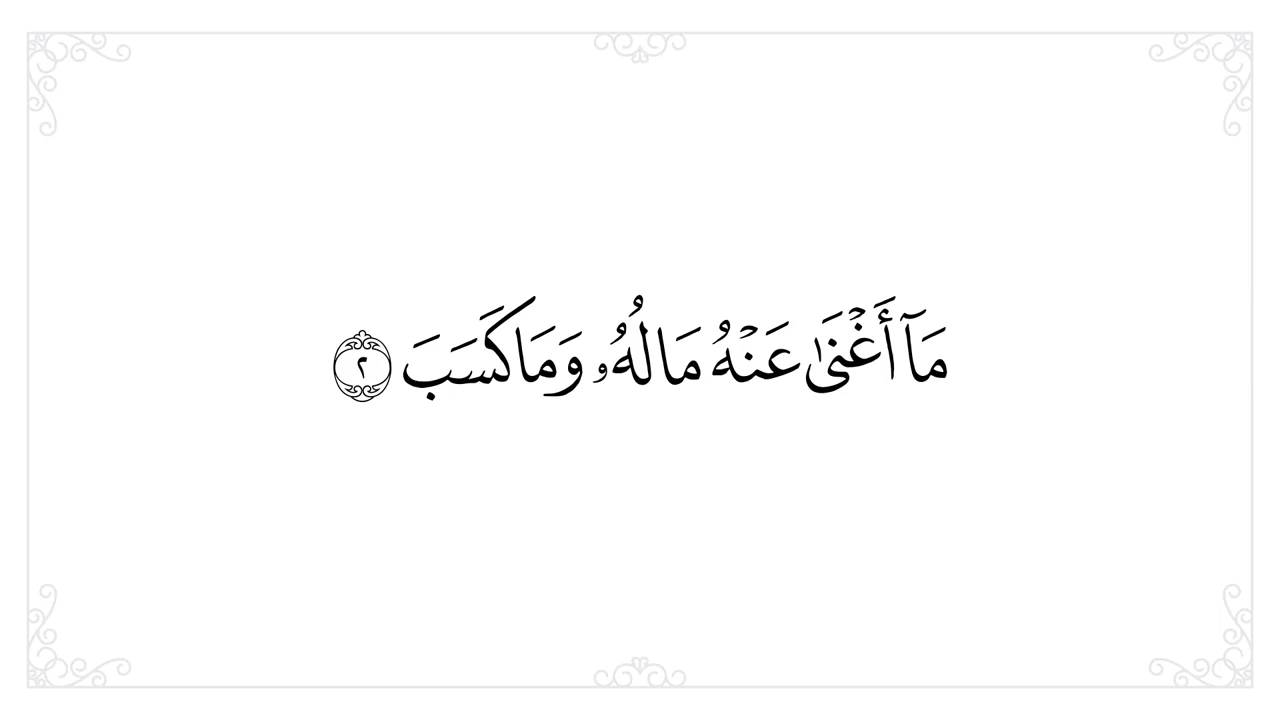 مَآ أَغْنَىٰ عَنْهُ مَالُهُۥ وَمَا كَسَبَ ٢